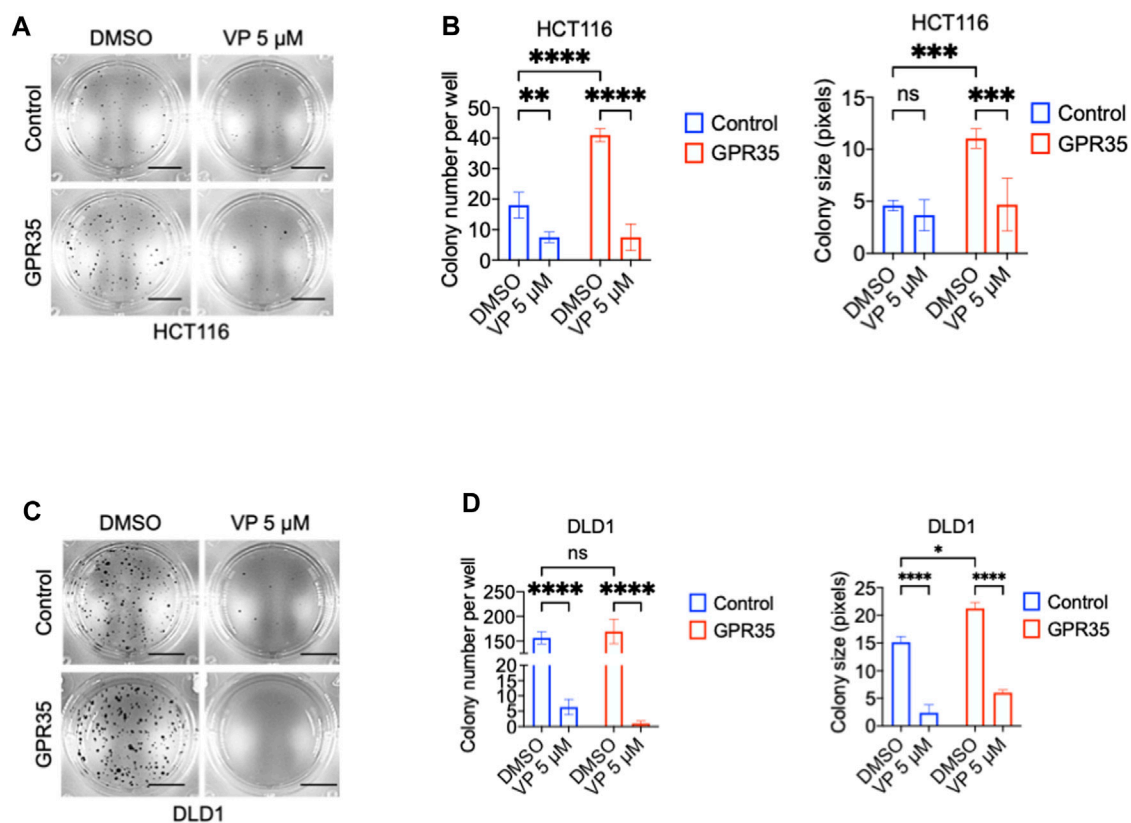 A
DMSO VP 5 µM
Control
GPR35
HCT116
B
HCT116
****
** ****
Colony number per well
50
40
30
20
10
0
DMSO
VP 5 µM
DMSO
VP 5 µM
Control
GPR35
HCT116
***
ns ***
Colony size (pixels)
15
10
5
0
DMSO
VP 5 µM
DMSO
VP 5 µM
Control
GPR35
C
DMSO VP 5 µM
Control
GPR35
DLD1
D
DLD1
ns
**** ****
Colony number per well
250
200
150
20
15
10
5
0
DMSO
VP 5 µM
DMSO
VP 5 µM
Control
GPR35
DLD1
*
**** ****
Colony size (pixels)
25
20
15
10
5
0
DMSO
VP 5 µM
DMSO
VP 5 µM
Control
GPR35